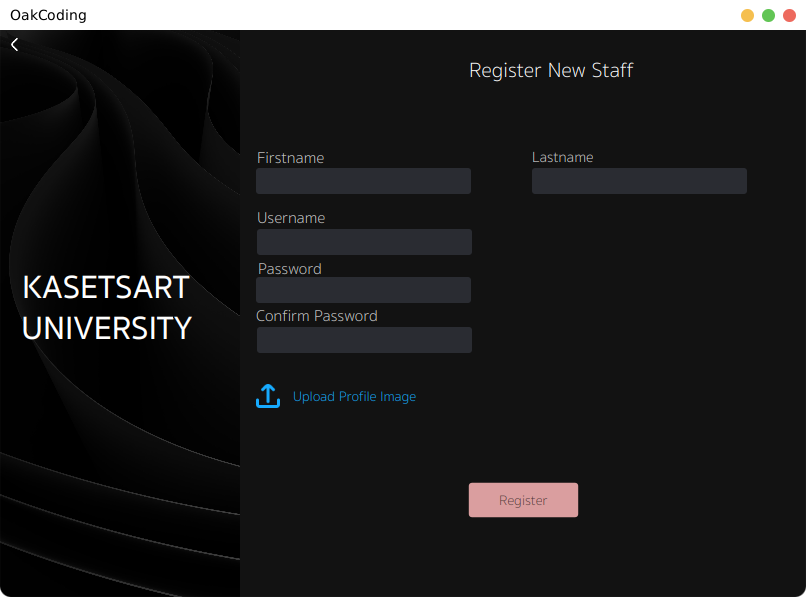 OakCoding
Register New Staff
Firstname
Lastname
Username
Password
Confirm Password
KASETSART
UNIVERSITY
Upload Profile Image
Register